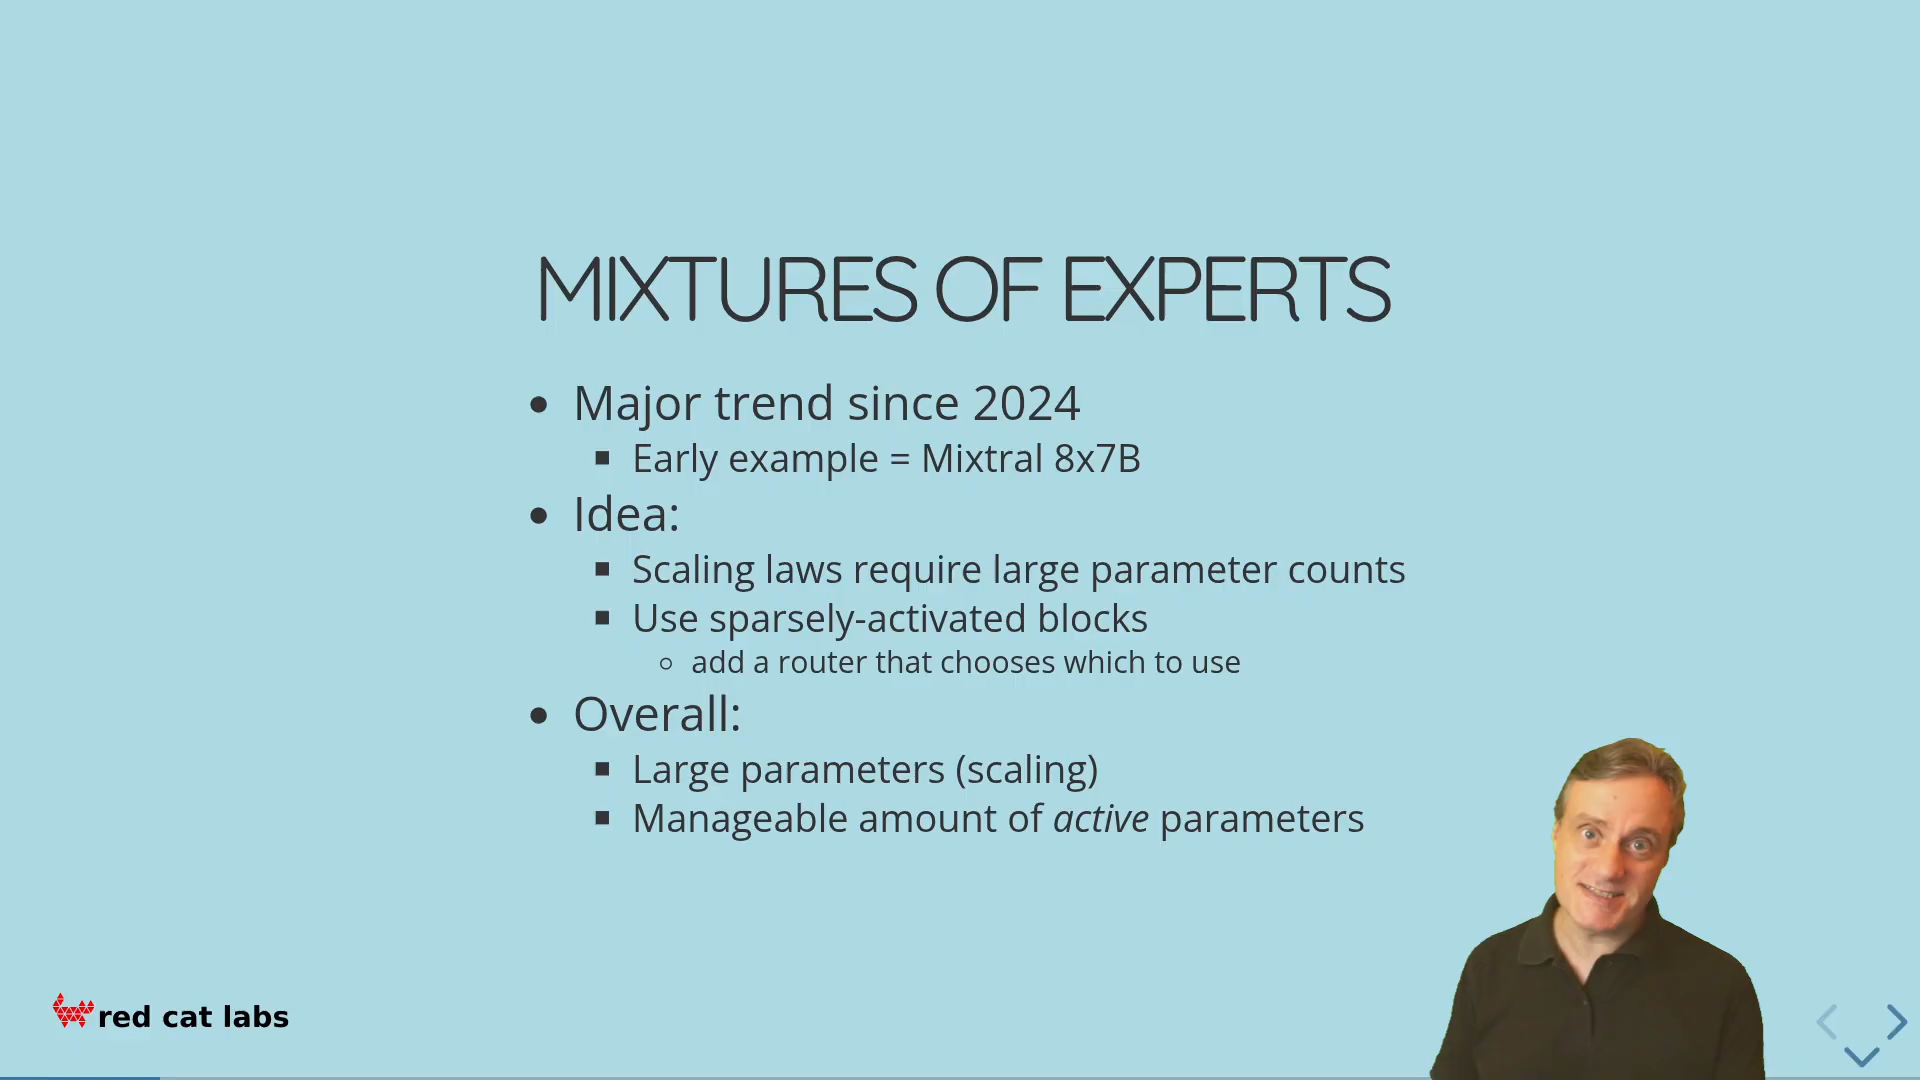 MIXTURES OF EXPERTS
Major trend since 2024
Early example = Mixtral 8x7B
Idea:
Scaling laws require large parameter counts
Use sparsely-activated blocks
add a router that chooses which to use
Overall:
Large parameters (scaling)
Manageable amount of active parameters
red cat labs